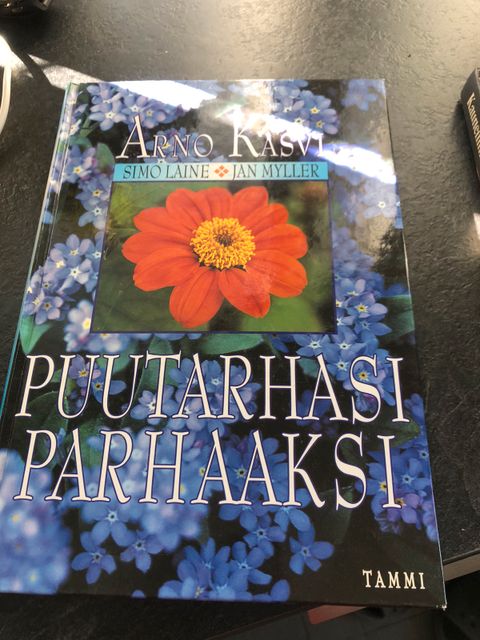 ARNO KASVI
SIMO LAINE ❖ JAN MYLLER
PUUTARHASI
PARHAAKSI
TAMMI